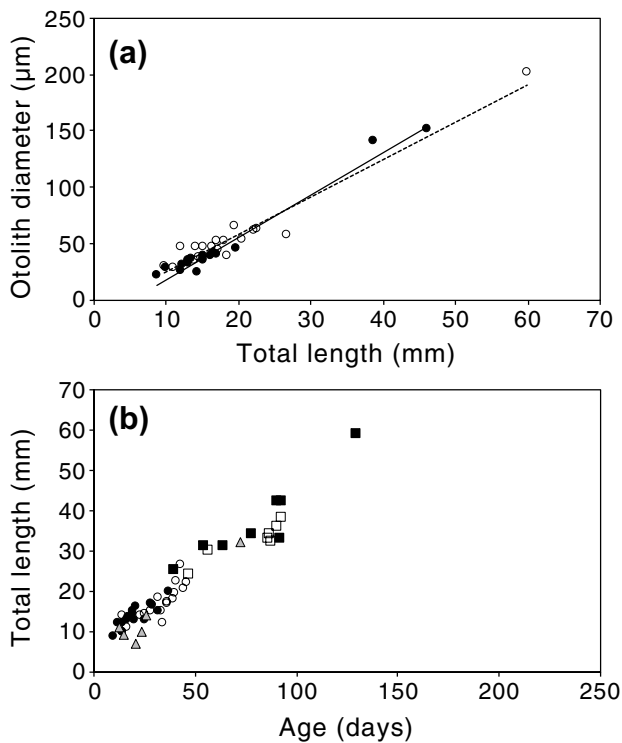 250
(a)
200
150
100
50
0
Otolith diameter (µm)
0 10 20 30 40 50 60 70
Total length (mm)
70
(b)
60
50
40
30
20
10
0
Total length (mm)
0 50 100 150 200 250
Age (days)